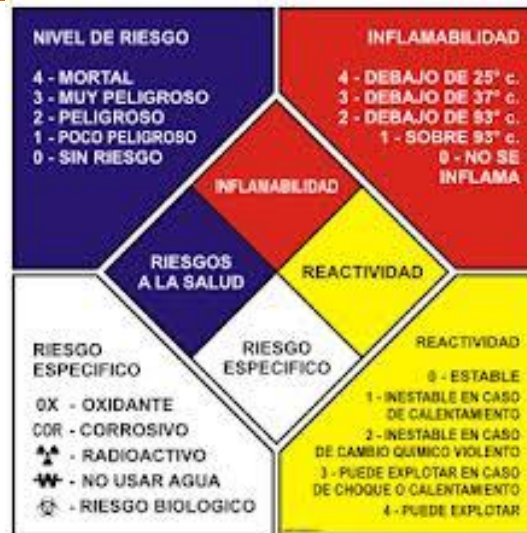 NIVEL DE RIESGO
4 - MORTAL
3 - MUY PELIGROSO
2 - PELIGROSO
1 - POCO PELIGROSO
0 - SIN RIESGO
INFLAMABILIDAD
4 - DEBAJO DE 25° c.
3 - DEBAJO DE 37° c.
2 - DEBAJO DE 93° c.
1 - SOBRE 93° c.
0 - NO SE
INFLAMA
INFLAMABILIDAD
RIESGOS
A LA SALUD
REACTIVIDAD
RIESGO
ESPECIFICO
RIESGO
ESPECIFICO
OX - OXIDANTE
COR - CORROSIVO
- RADIOACTIVO
W - NO USAR AGUA
- RIESGO BIOLOGICO
REACTIVIDAD
0 - ESTABLE
1 - INESTABLE EN CASO
DE CALENTAMIENTO
2 - INESTABLE EN CASO
DE CAMBIO QUIMICO VIOLENTO
3 - PUEDE EXPLOTAR EN CASO
DE CHOQUE O CALENTAMIENTO
4 - PUEDE EXPLOTAR